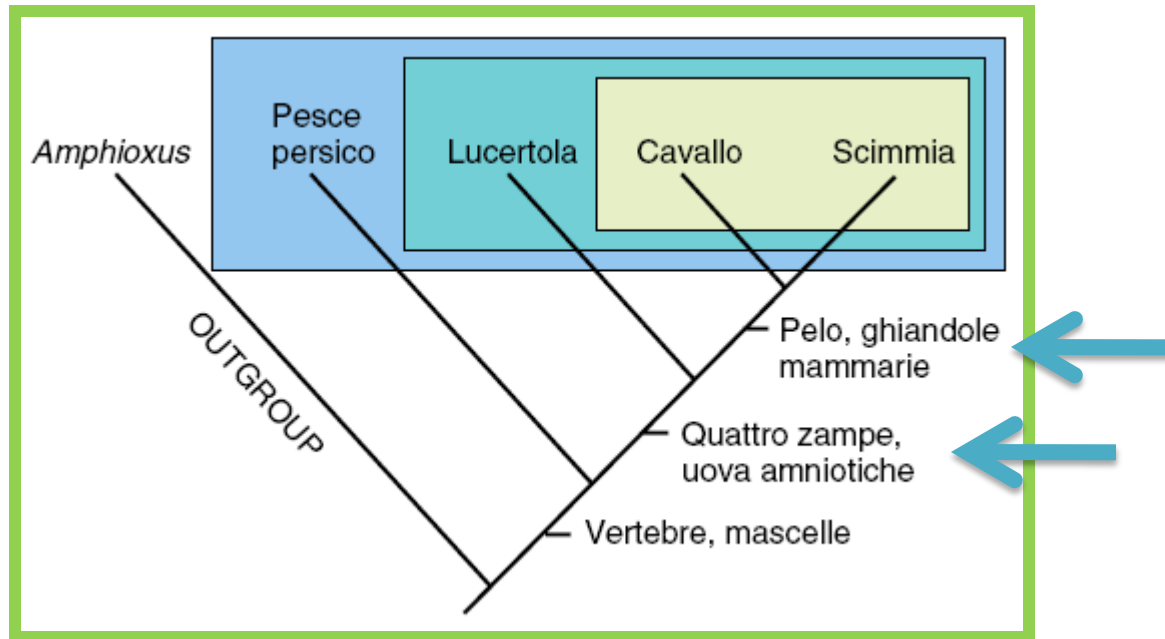 Amphioxus
Pesce
persico
Lucertola
Cavallo
Scimmia
OUTGROUP
Pelo, ghiandole
mammarie
Quattro zampe,
uova amniotiche
Vertebre, mascelle